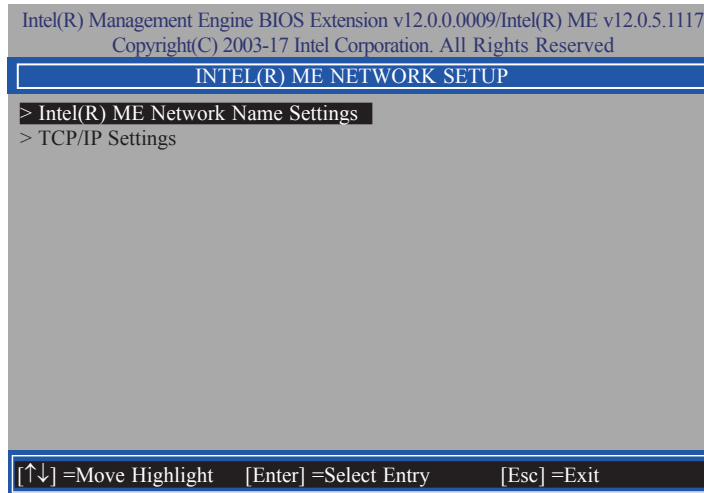 Intel(R) Management Engine BIOS Extension v12.0.0.0009/Intel(R) ME v12.0.5.1117
Copyright(C) 2003-17 Intel Corporation. All Rights Reserved
INTEL(R) ME NETWORK SETUP
> Intel(R) ME Network Name Settings
> TCP/IP Settings
[↑↓] =Move Highlight [Enter] =Select Entry [Esc] =Exit